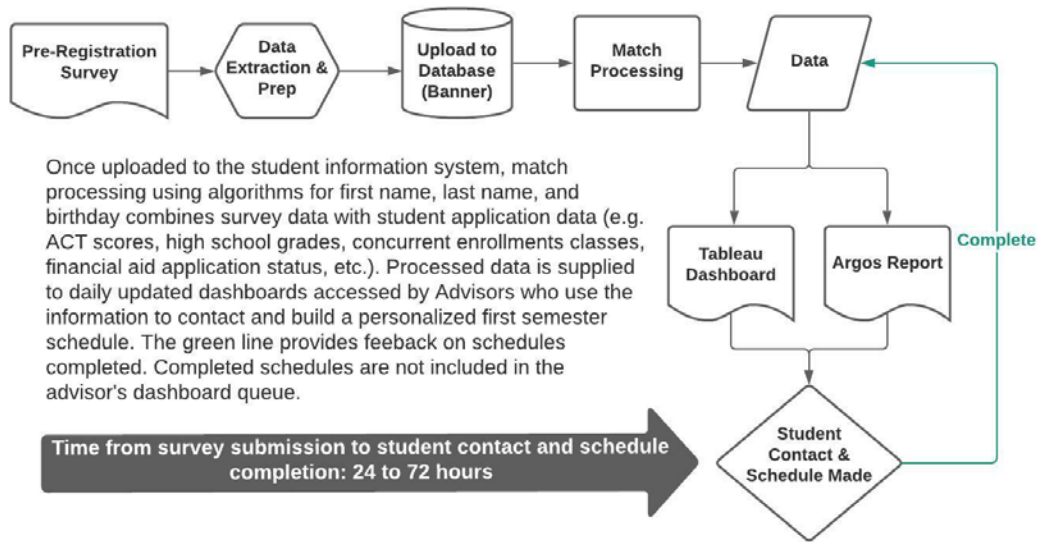 Pre-Registration
Survey
Data
Extraction &
Prep
Upload to
Database
(Banner)
Match
Processing
Data
Once uploaded to the student information system, match
processing using algorithms for first name, last name, and
birthday combines survey data with student application data (e.g.
ACT scores, high school grades, concurrent enrollments classes,
financial aid application status, etc.). Processed data is supplied
to daily updated dashboards accessed by Advisors who use the
information to contact and build a personalized first semester
schedule. The green line provides feeback on schedules
completed. Completed schedules are not included in the
advisor's dashboard queue.
Tableau
Dashboard
Argos Report
Complete
Time from survey submission to student contact and schedule
completion: 24 to 72 hours
Student
Contact &
Schedule Made